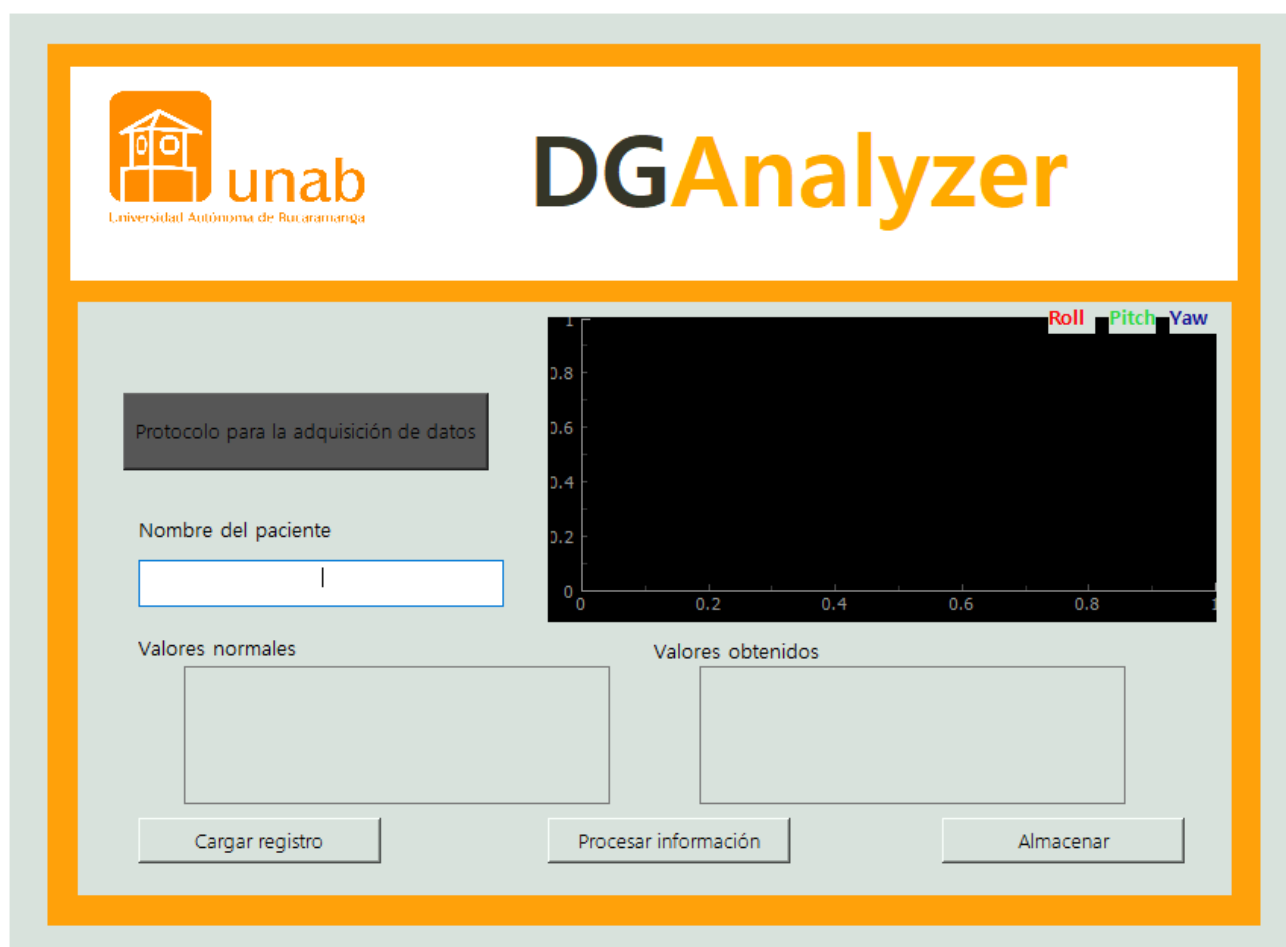 unab
Universidad Autónoma de Bucaramanga
DGAnalyzer
Roll Pitch Yaw
1
0.8
0.6
0.4
0.2
0
0 0.2 0.4 0.6 0.8 1
Protocolo para la adquisición de datos
Nombre del paciente
Valores normales
Valores obtenidos
Cargar registro
Procesar información
Almacenar